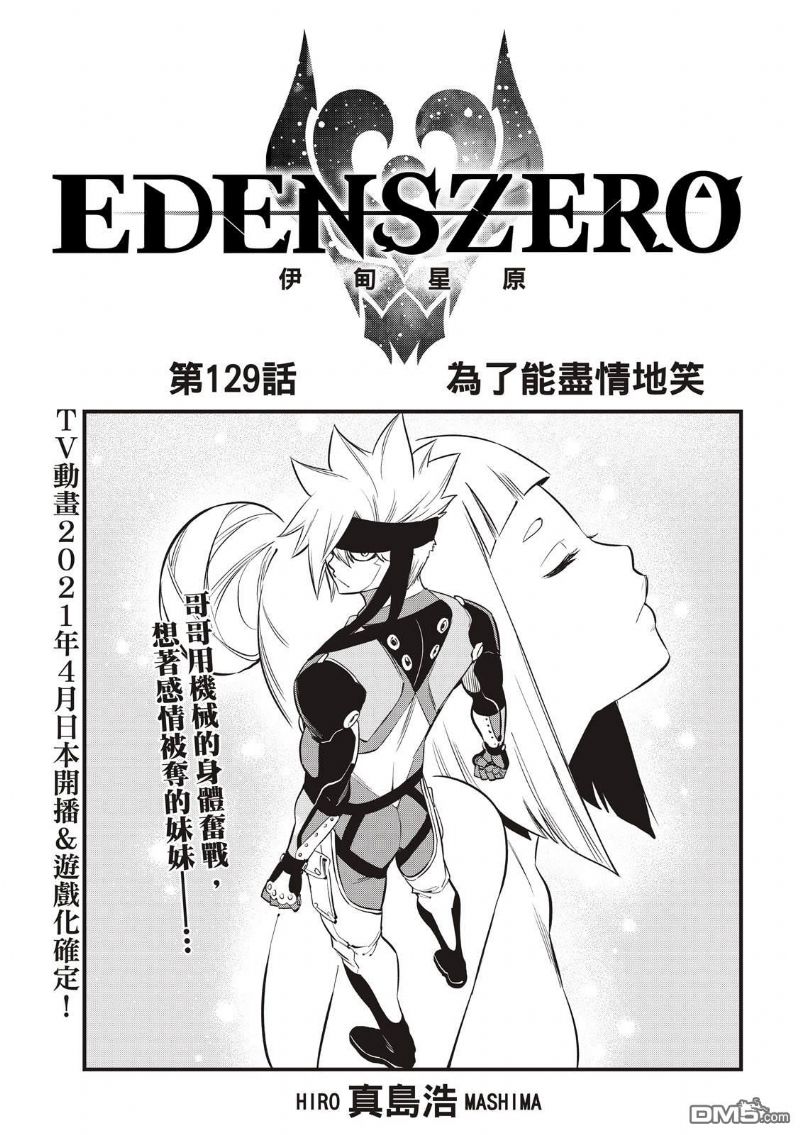 EDENSZERO
伊甸星原
第129話 為了能盡情地笑
TV動畫2021年4月日本開播&遊戲化確定！
哥哥用機械的身體奮戰，
想著感情被奪的妹妹——…
HIRO 真島浩 MASHIMA
DM5.com